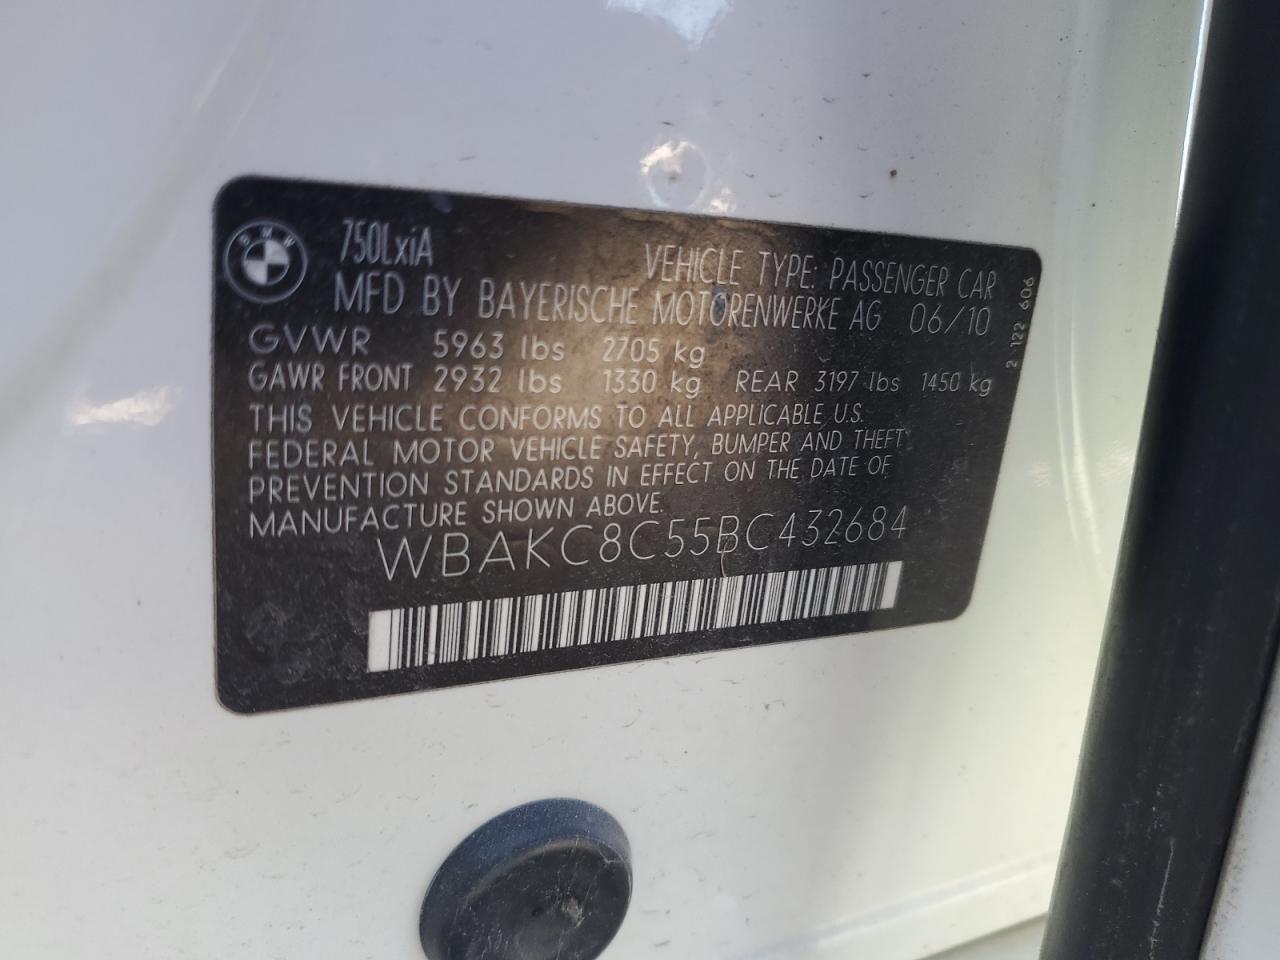 BMW
750LxiA
VEHICLE TYPE: PASSENGER CAR
MFD BY BAYERISCHE MOTORENWERKE AG 06/10
GVWR 5963 lbs 2705 kg
GAWR FRONT 2932 lbs 1330 kg REAR 3197 lbs 1450 kg
THIS VEHICLE CONFORMS TO ALL APPLICABLE U.S.
FEDERAL MOTOR VEHICLE SAFETY, BUMPER AND THEFT
PREVENTION STANDARDS IN EFFECT ON THE DATE OF
MANUFACTURE SHOWN ABOVE.
WBAKC8C55BC432684
2 122 606